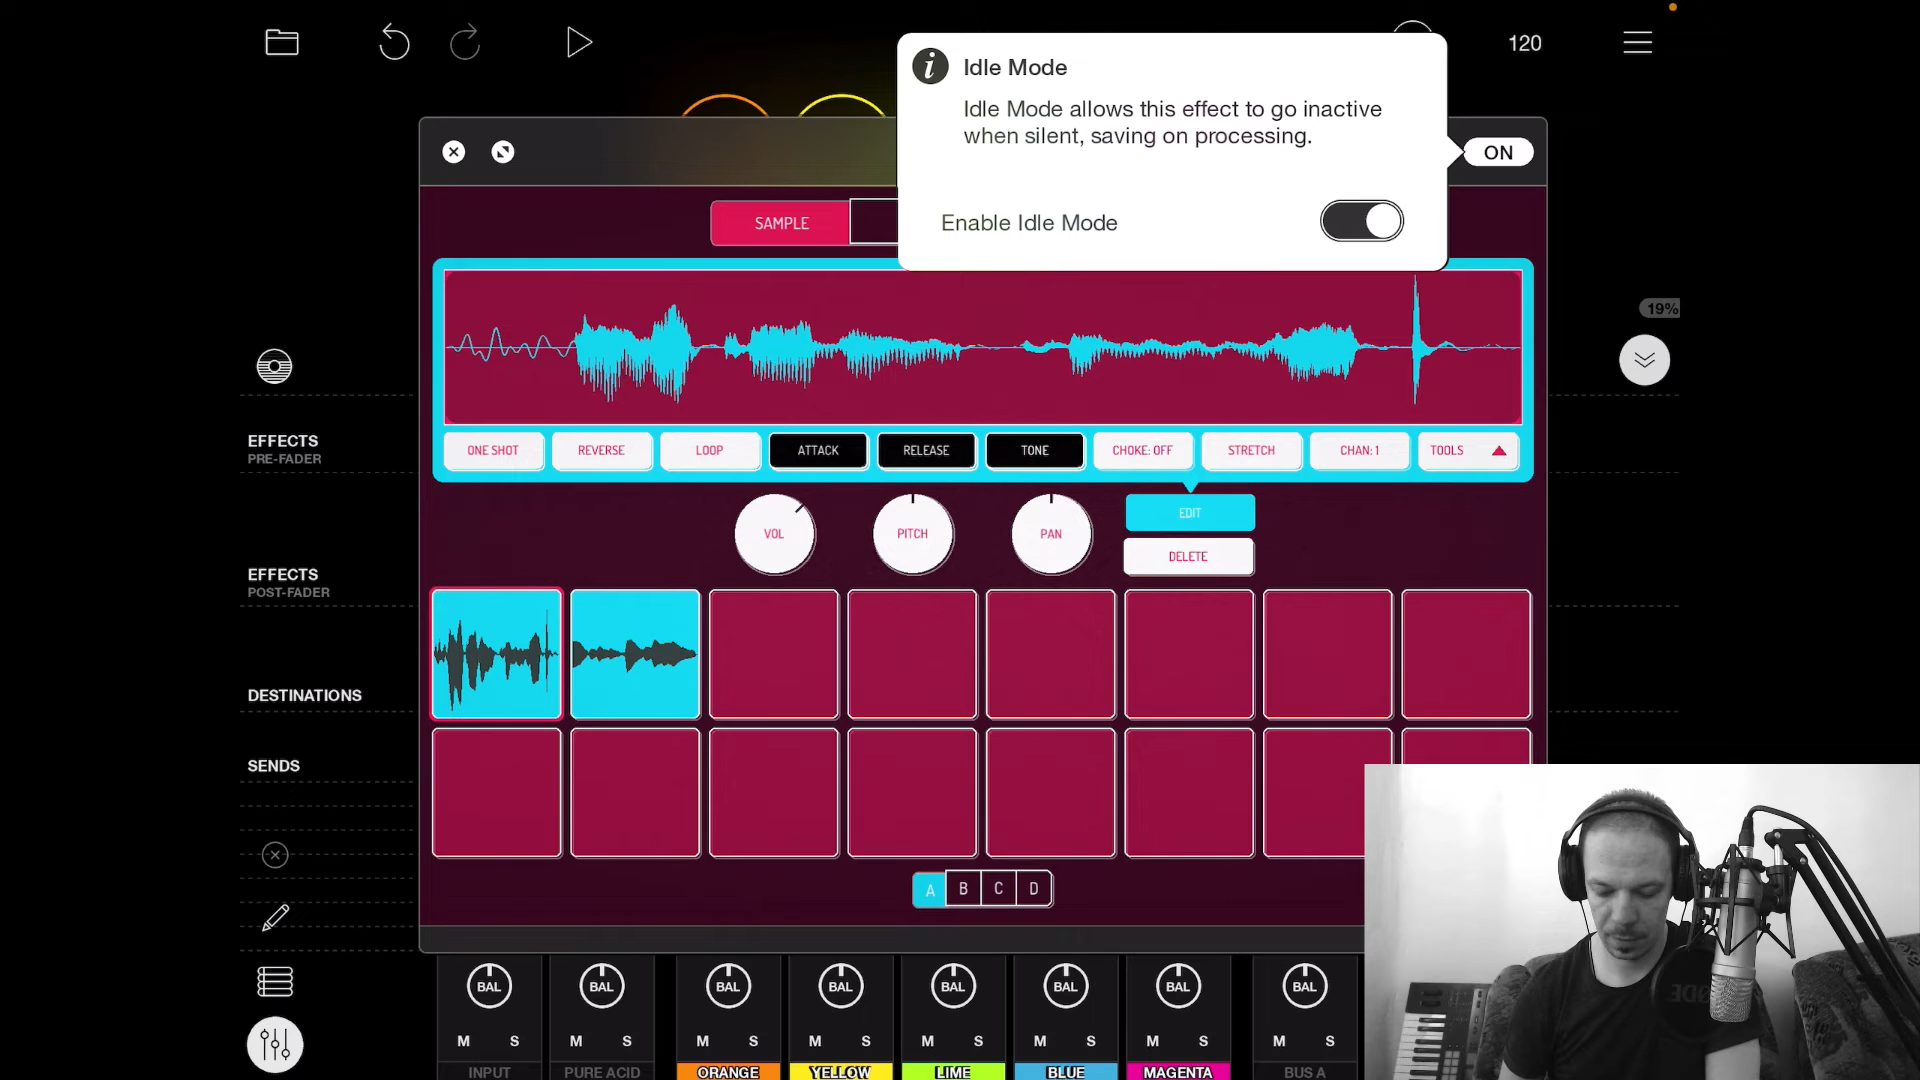 120
Idle Mode
Idle Mode allows this effect to go inactive
when silent, saving on processing.
ON
Enable Idle Mode
SAMPLE
19%
ONE SHOT
REVERSE
LOOP
ATTACK
RELEASE
TONE
CHOKE: OFF
STRETCH
CHAN: 1
TOOLS
EFFECTS
PRE-FADER
VOL
PITCH
PAN
EDIT
DELETE
EFFECTS
POST-FADER
DESTINATIONS
SENDS
A B C D
BAL BAL BAL BAL BAL BAL BAL BAL
M S M S M S M S M S M S M S M S
INPUT
PURE ACID
ORANGE
YELLOW
LIME
BLUE
MAGENTA
BUS A